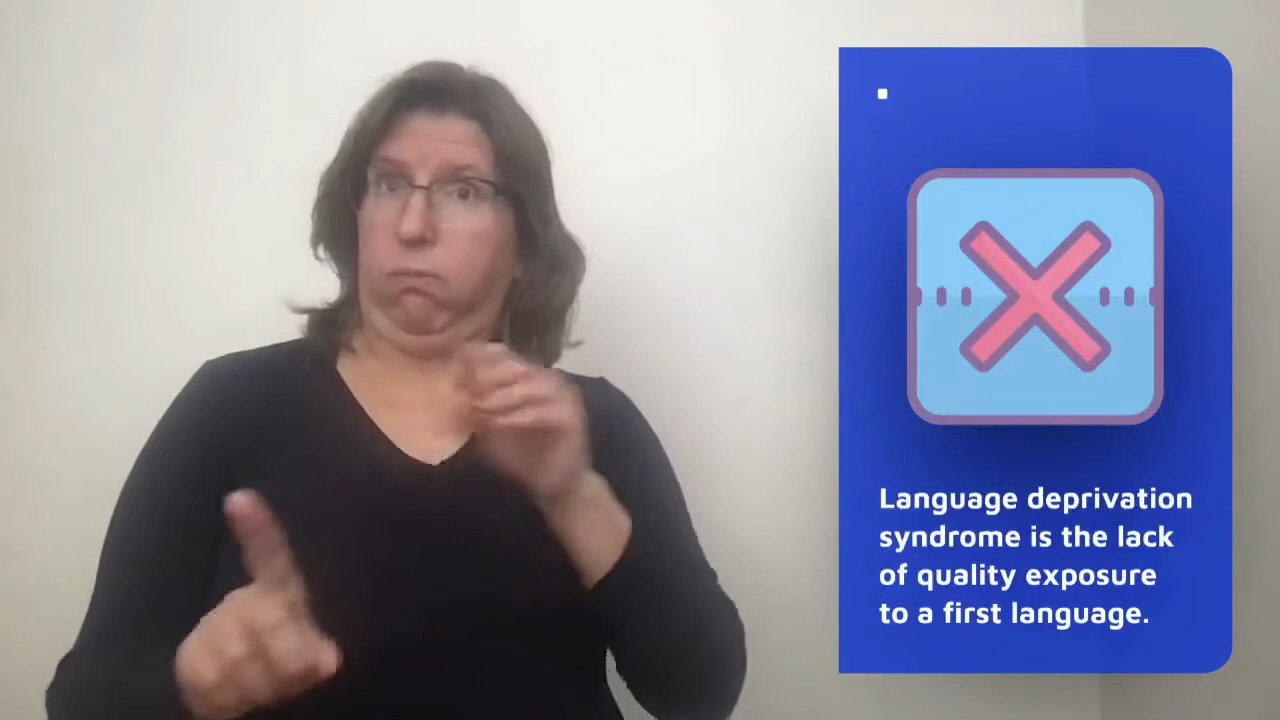 Language deprivation
syndrome is the lack
of quality exposure
to a first language.